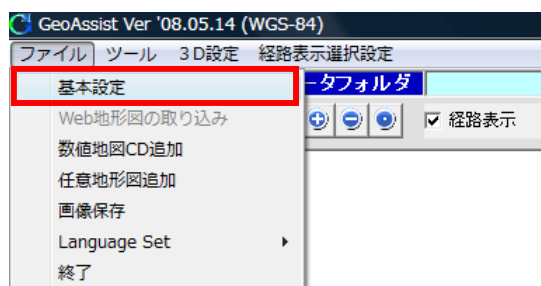 GeoAssist Ver '08.05.14 (WGS-84)
ファイル ツール 3D設定 経路表示選択設定
基本設定 ータフォルダ
Web地形図の取り込み 経路表示
数値地図CD追加
任意地形図追加
画像保存
Language Set
終了